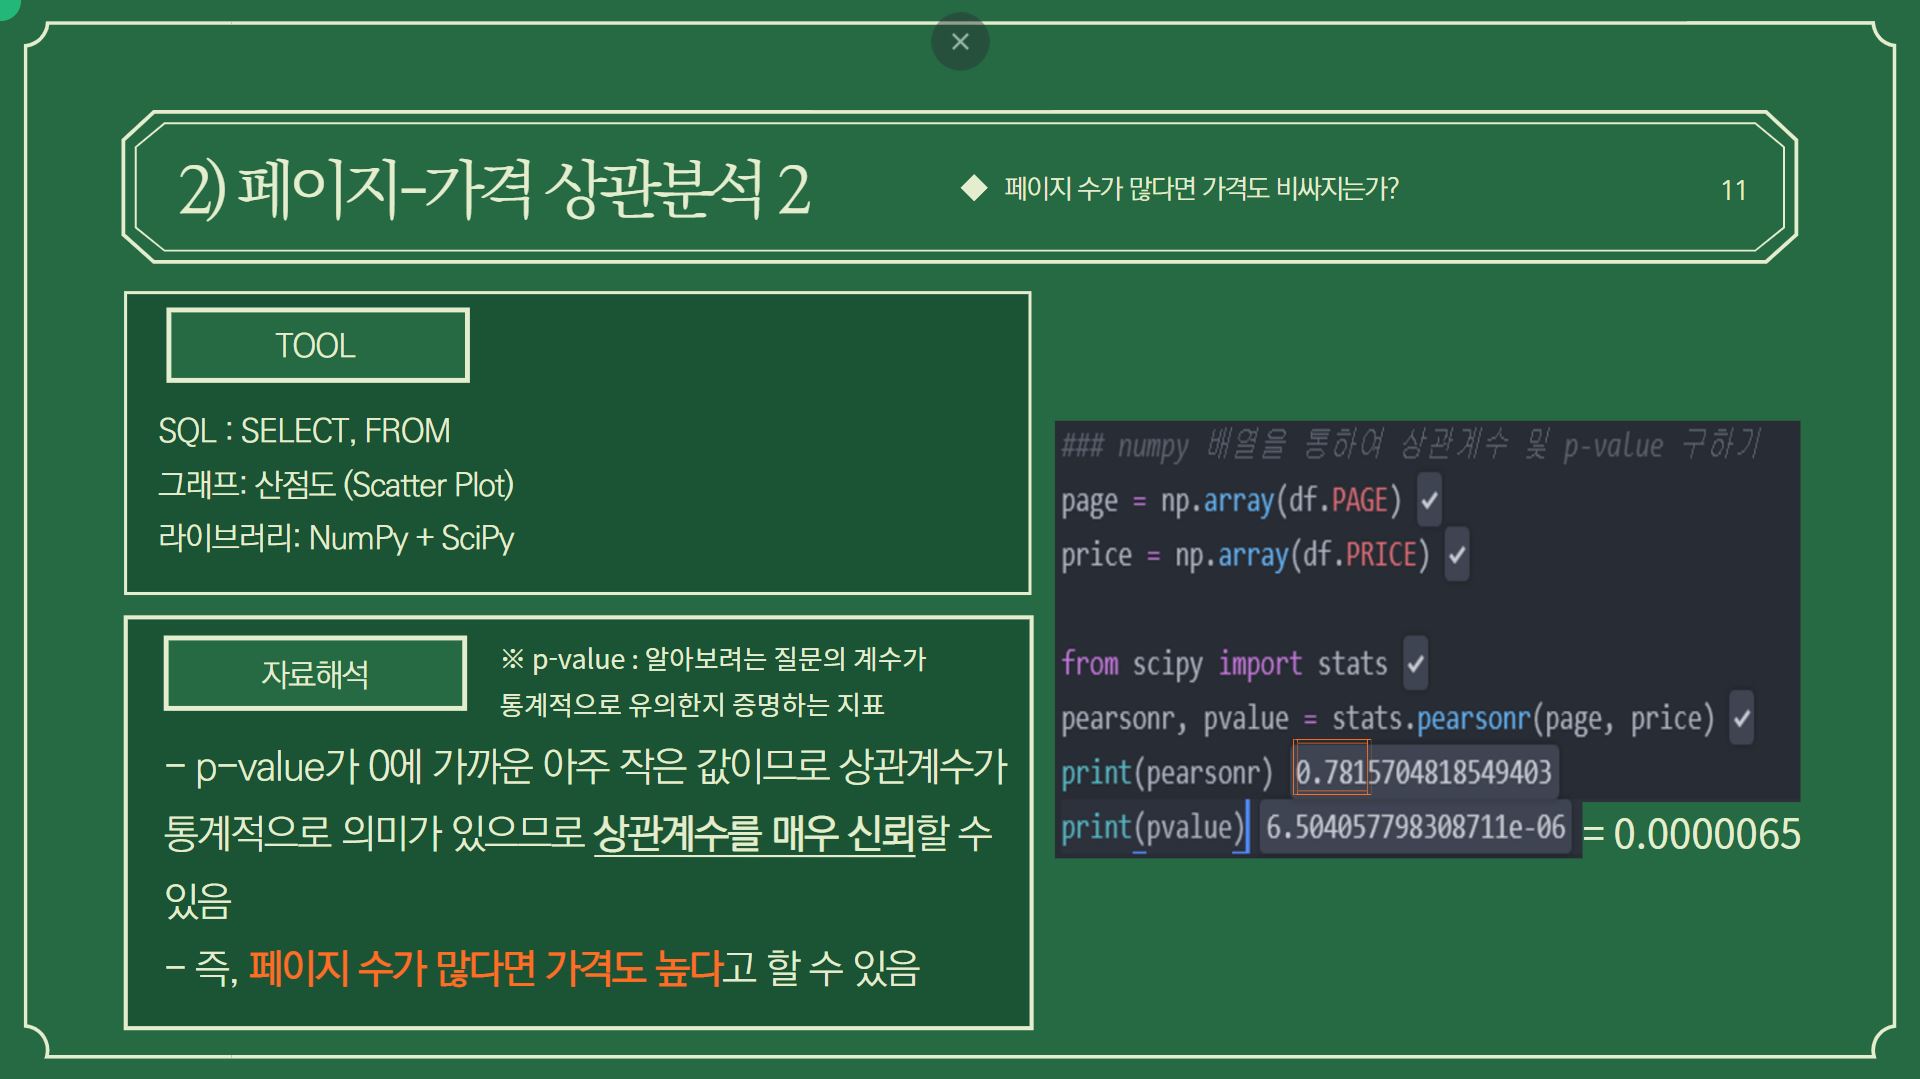 2) 페이지-가격 상관분석 2
◆ 페이지 수가 많다면 가격도 비싸지는가?
11
TOOL
SQL : SELECT, FROM
그래프: 산점도 (Scatter Plot)
라이브러리: NumPy + SciPy
자료해석
※ p-value : 알아보려는 질문의 계수가
통계적으로 유의한지 증명하는 지표
- p-value가 0에 가까운 아주 작은 값이므로 상관계수가
통계적으로 의미가 있으므로 상관계수를 매우 신뢰할 수
있음
- 즉, 페이지 수가 많다면 가격도 높다고 할 수 있음
### numpy 배열을 통하여 상관계수 및 p-value 구하기
page = np.array(df.PAGE) ✓
price = np.array(df.PRICE) ✓
from scipy import stats ✓
pearsonr, pvalue = stats.pearsonr(page, price) ✓
print(pearsonr) 0.7815704818549403
print(pvalue) 6.504057798308711e-06 = 0.0000065